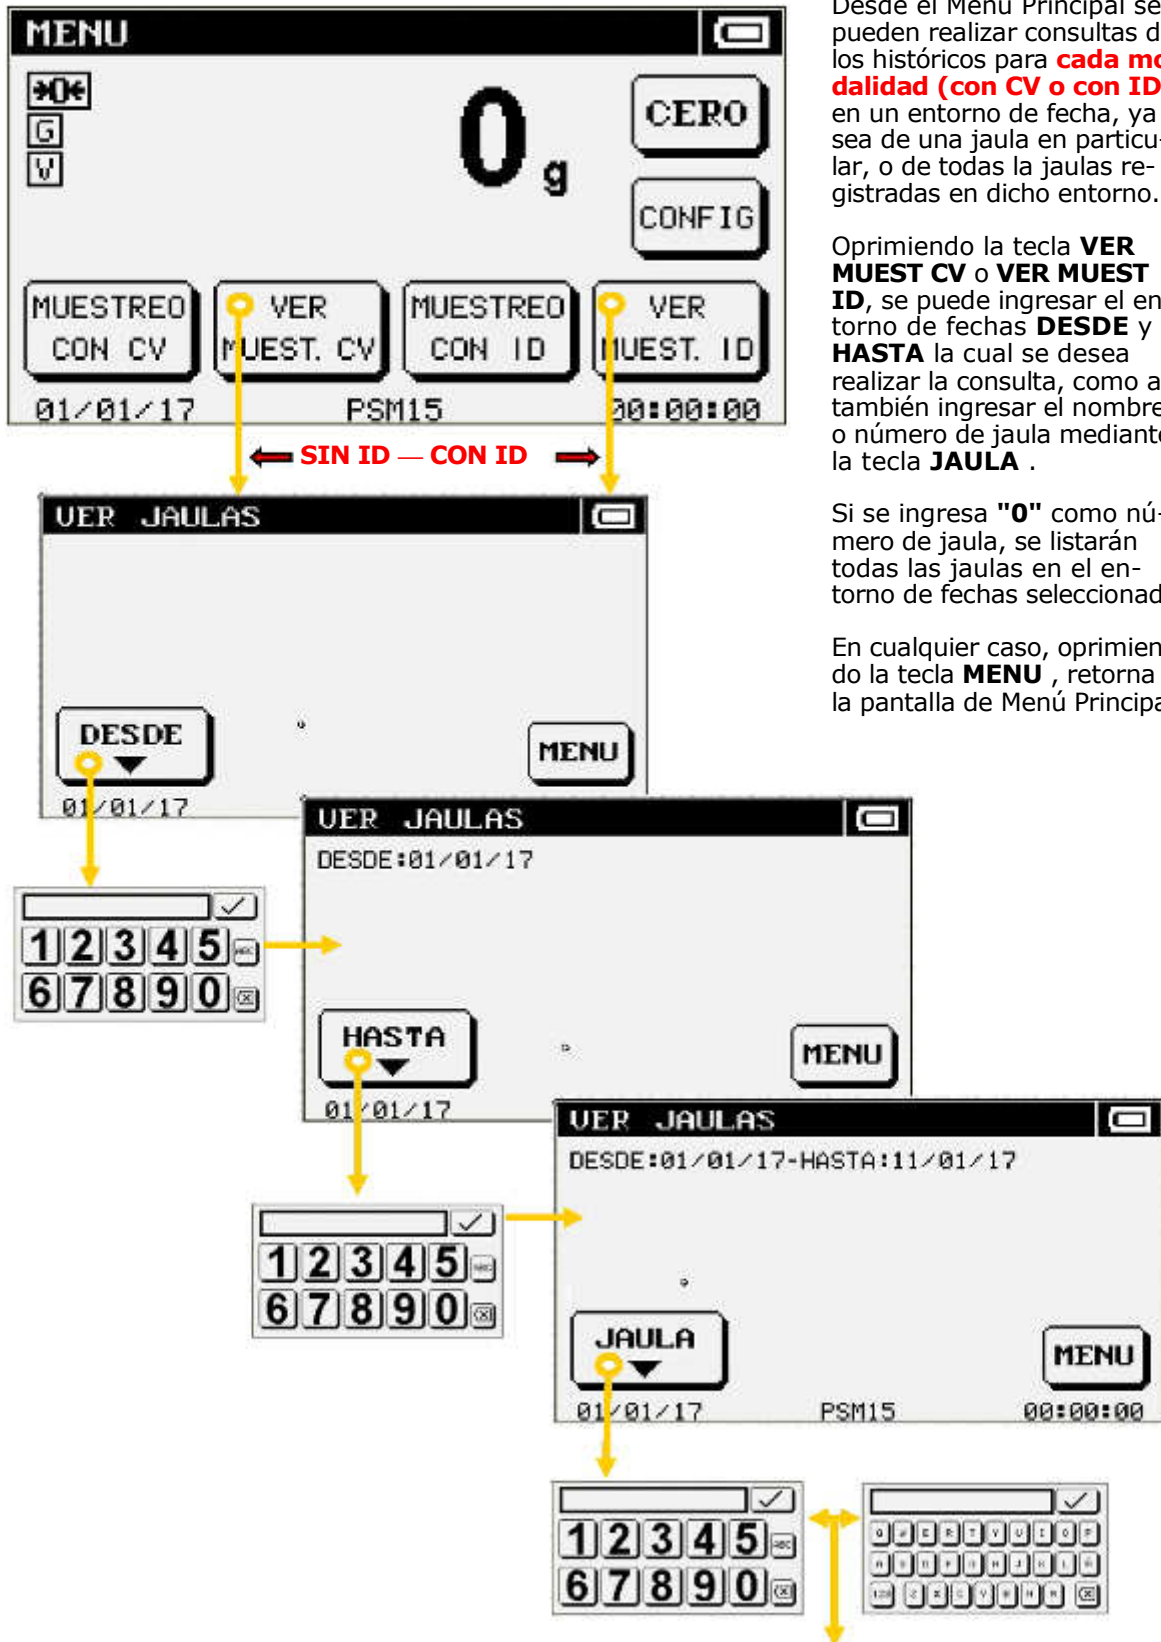 MENU
0 g
CERO
CONFIG
MUESTREO
CON CV
VER
MUEST. CV
MUESTREO
CON ID
VER
MUEST. ID
01/01/17 PSM15 00:00:00
SIN ID — CON ID
Desde el Menú Principal se
pueden realizar consultas d
los históricos para cada mo
dalidad (con CV o con ID
en un entorno de fecha, ya
sea de una jaula en particu-
lar, o de todas la jaulas re-
gistradas en dicho entorno.
Oprimiendo la tecla VER
MUEST CV o VER MUEST
ID, se puede ingresar el en
torno de fechas DESDE y
HASTA la cual se desea
realizar la consulta, como a
también ingresar el nombre
o número de jaula mediant
la tecla JAULA .
Si se ingresa "0" como nú-
mero de jaula, se listarán
todas las jaulas en el en-
torno de fechas seleccionad
En cualquier caso, oprimien
do la tecla MENU , retorna
la pantalla de Menú Principa
VER JAULAS
DESDE
MENU
01/01/17
1 2 3 4 5 ABC
6 7 8 9 0
VER JAULAS
DESDE:01/01/17
HASTA
MENU
01/01/17
1 2 3 4 5 ABC
6 7 8 9 0
VER JAULAS
DESDE:01/01/17-HASTA:11/01/17
JAULA
MENU
01/01/17 PSM15 00:00:00
1 2 3 4 5 ABC
6 7 8 9 0
Q W E R T Y U I O P
A S D F G H J K L Ñ
123 Z X C V B N M